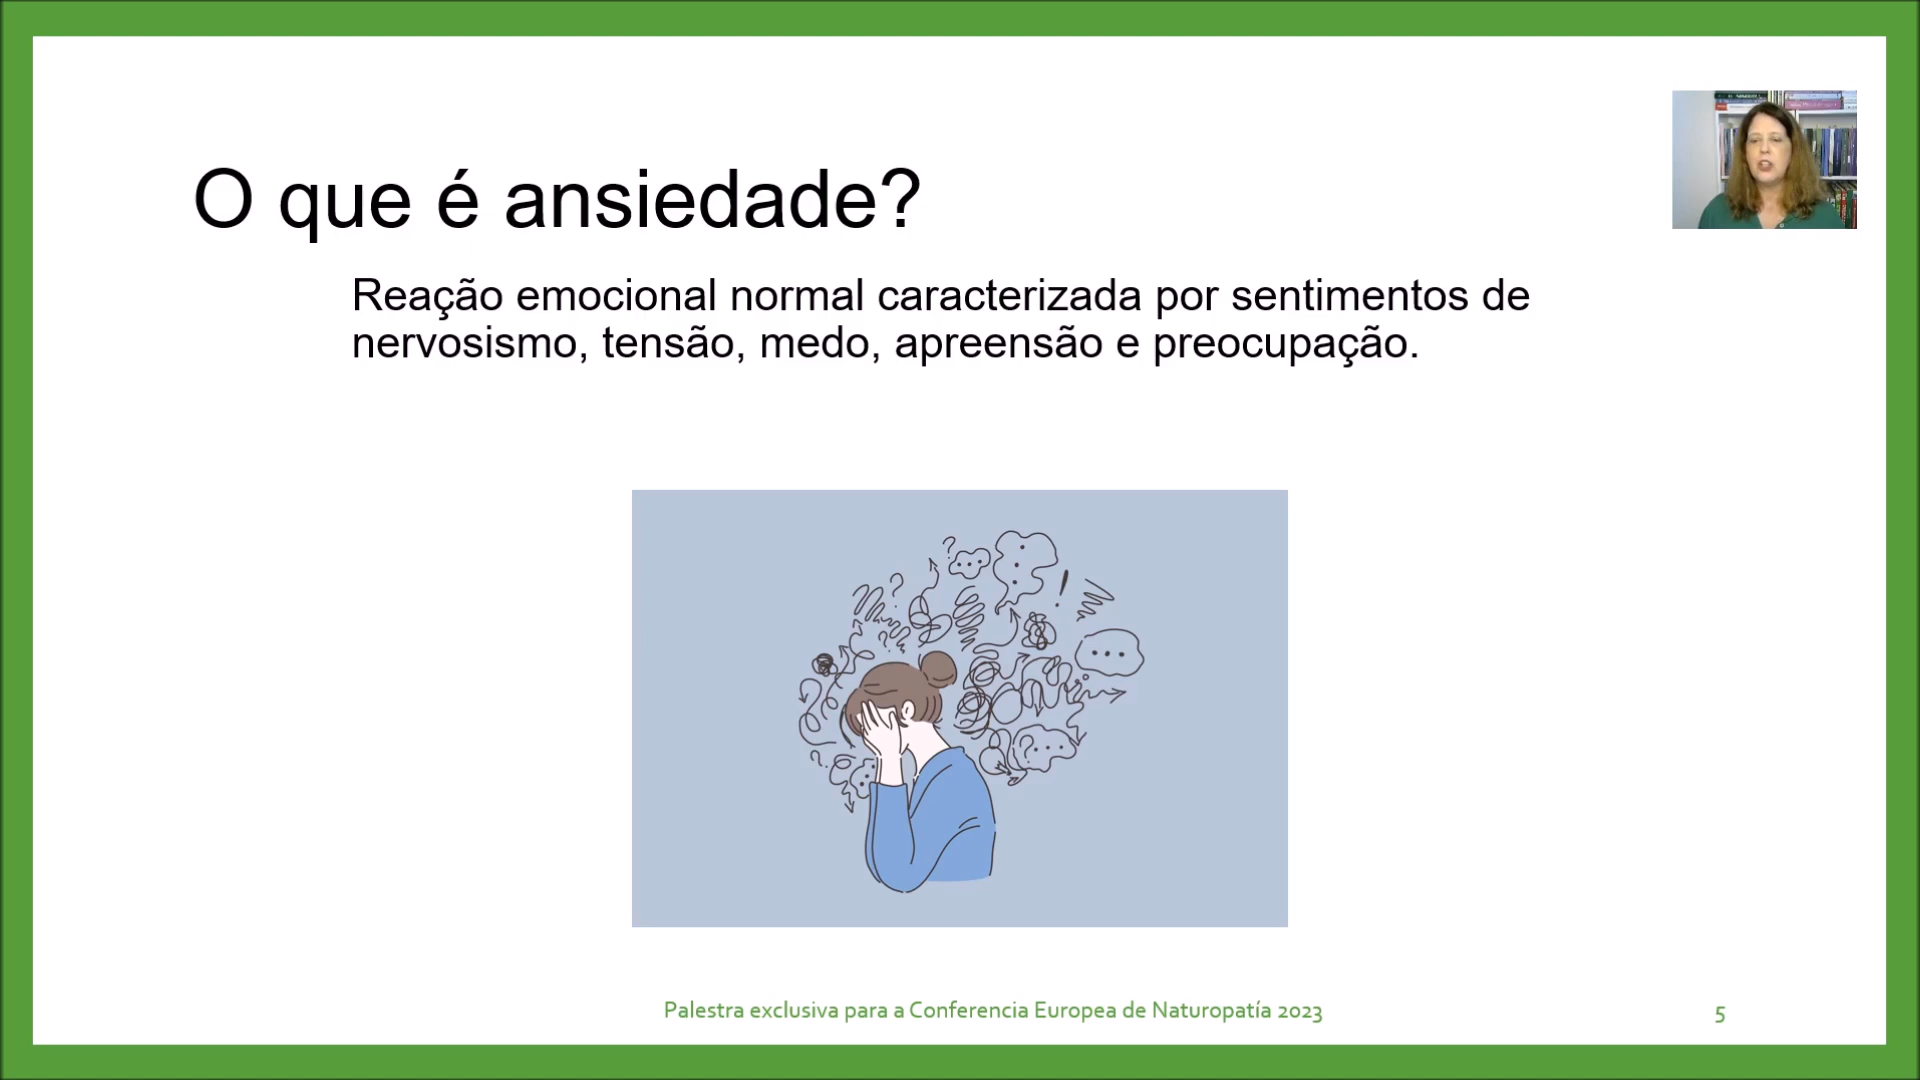 O que é ansiedade?
Reação emocional normal caracterizada por sentimentos de
nervosismo, tensão, medo, apreensão e preocupação.
Palestra exclusiva para a Conferencia Europea de Naturopatía 2023
5